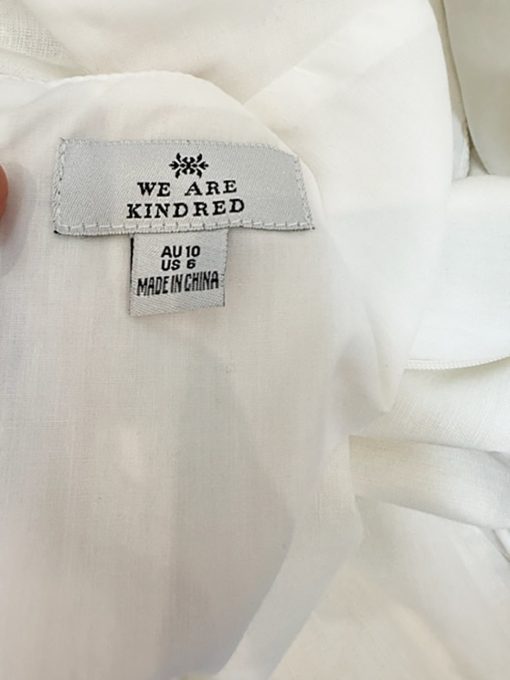 WE ARE
KINDRED
AU 10
US 6
MADE IN CHINA